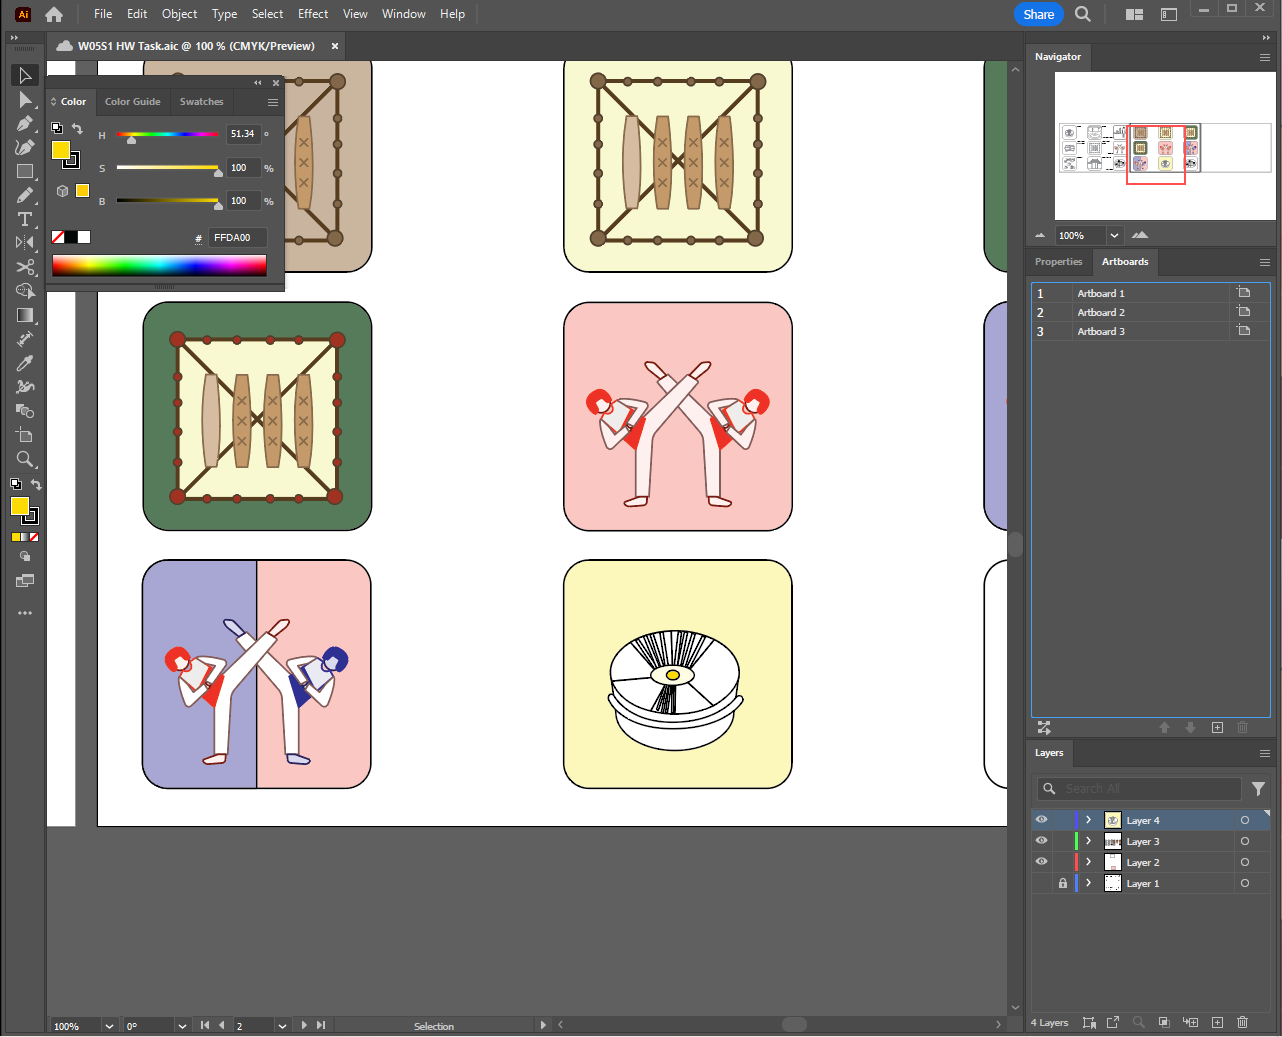 Ai File Edit Object Type Select Effect View Window Help Share
W05S1 HW Task.aic @ 100 % (CMYK/Preview) ×
Color Color Guide Swatches
H 51.34 °
S 100 %
B 100 %
# FFDA00
T
Navigator
100%
Properties Artboards
1 Artboard 1
2 Artboard 2
3 Artboard 3
Layers
Search All
Layer 4
Layer 3
Layer 2
Layer 1
4 Layers
100% 0° 2 Selection